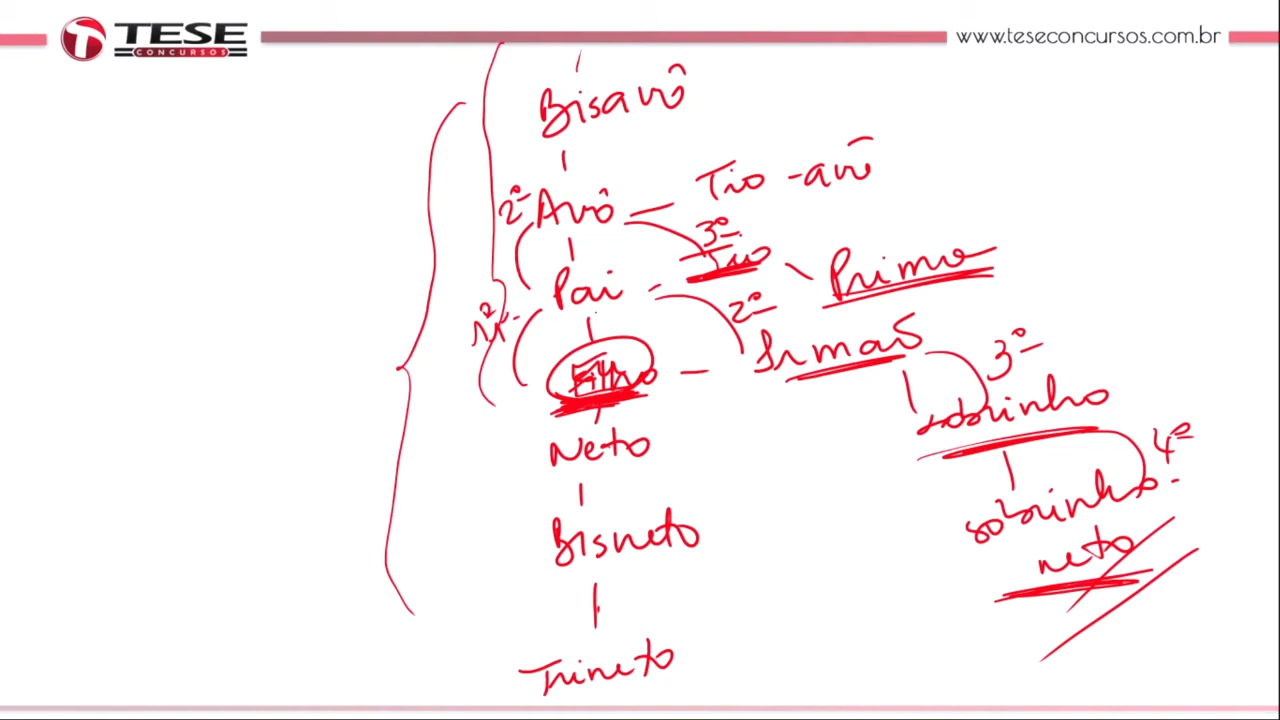 TESE
CONCURSOS
www.teseconcursos.com.br
Bisavô
Tio-avô
2º Avô
3º
Tio
Primo
Pai
1º
2º
Irmão
Filho
3º
sobrinho
Neto
4º
sobrinho-
neto
Bisneto
Trineto